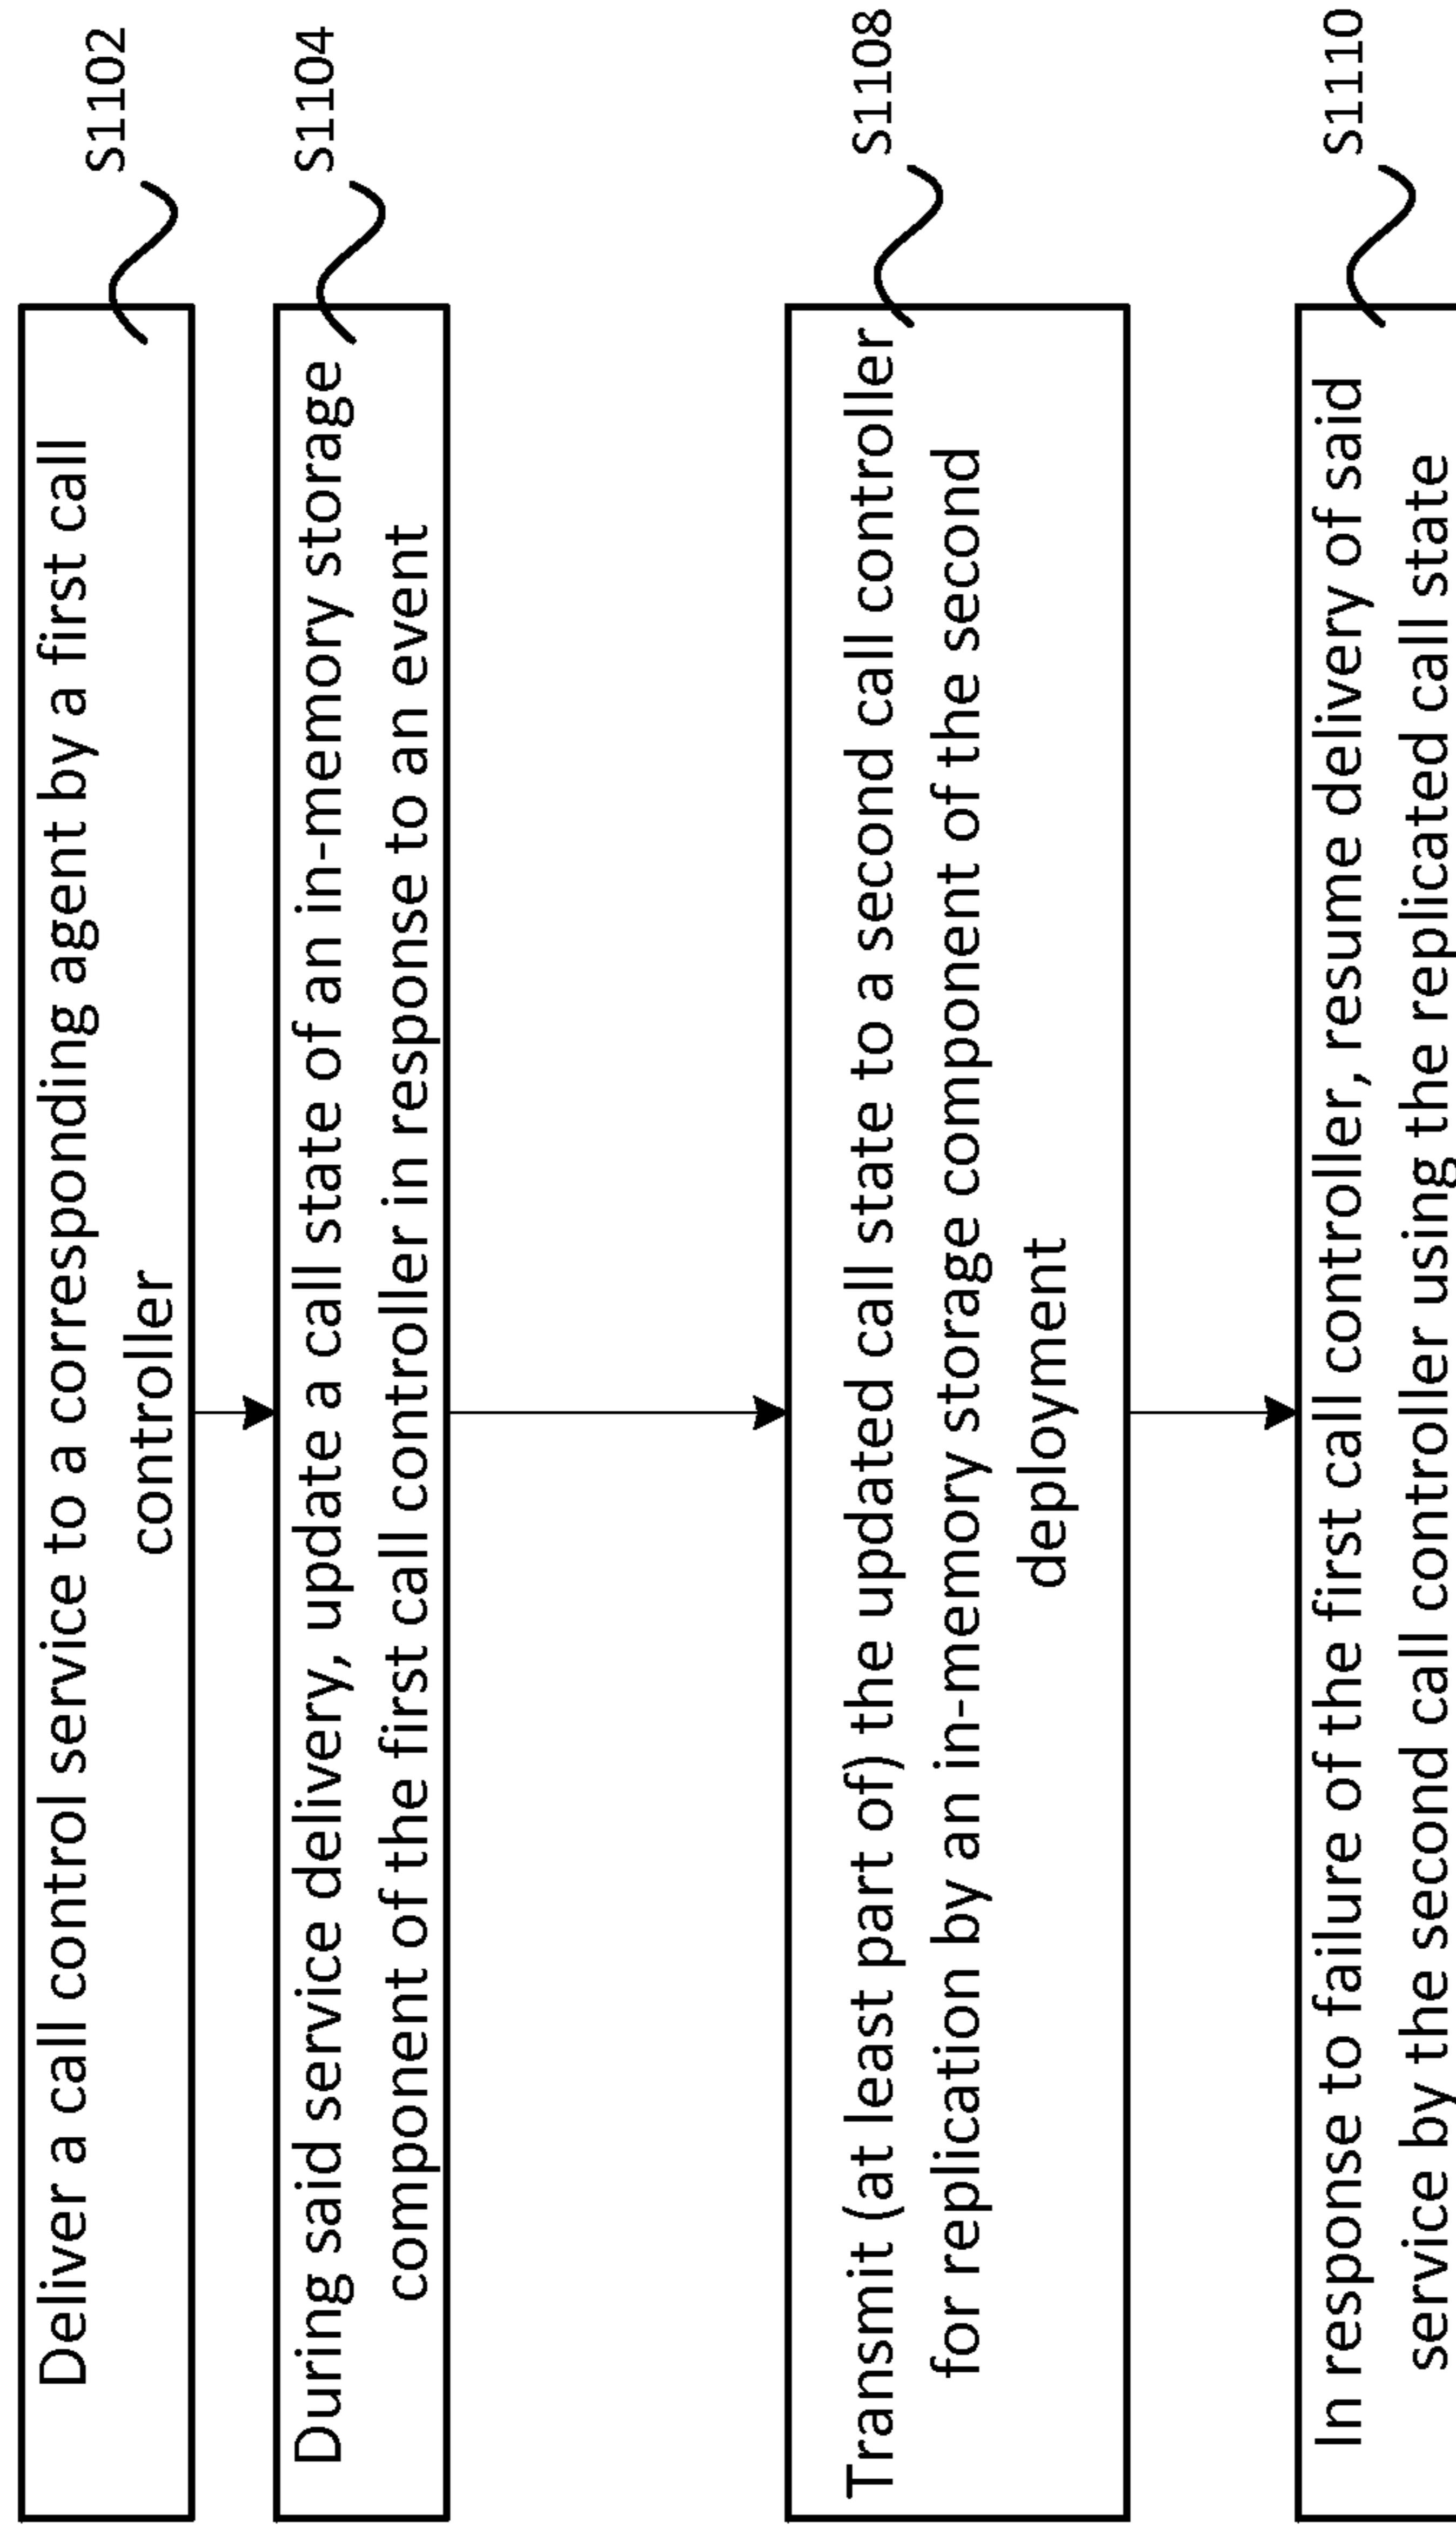 Deliver a call control service to a corresponding agent by a first call
controller
S1102
During said service delivery, update a call state of an in-memory storage
component of the first call controller in response to an event
S1104
Transmit (at least part of) the updated call state to a second call controller
for replication by an in-memory storage component of the second
deployment
S1108
In response to failure of the first call controller, resume delivery of said
service by the second call controller using the replicated call state
S1110